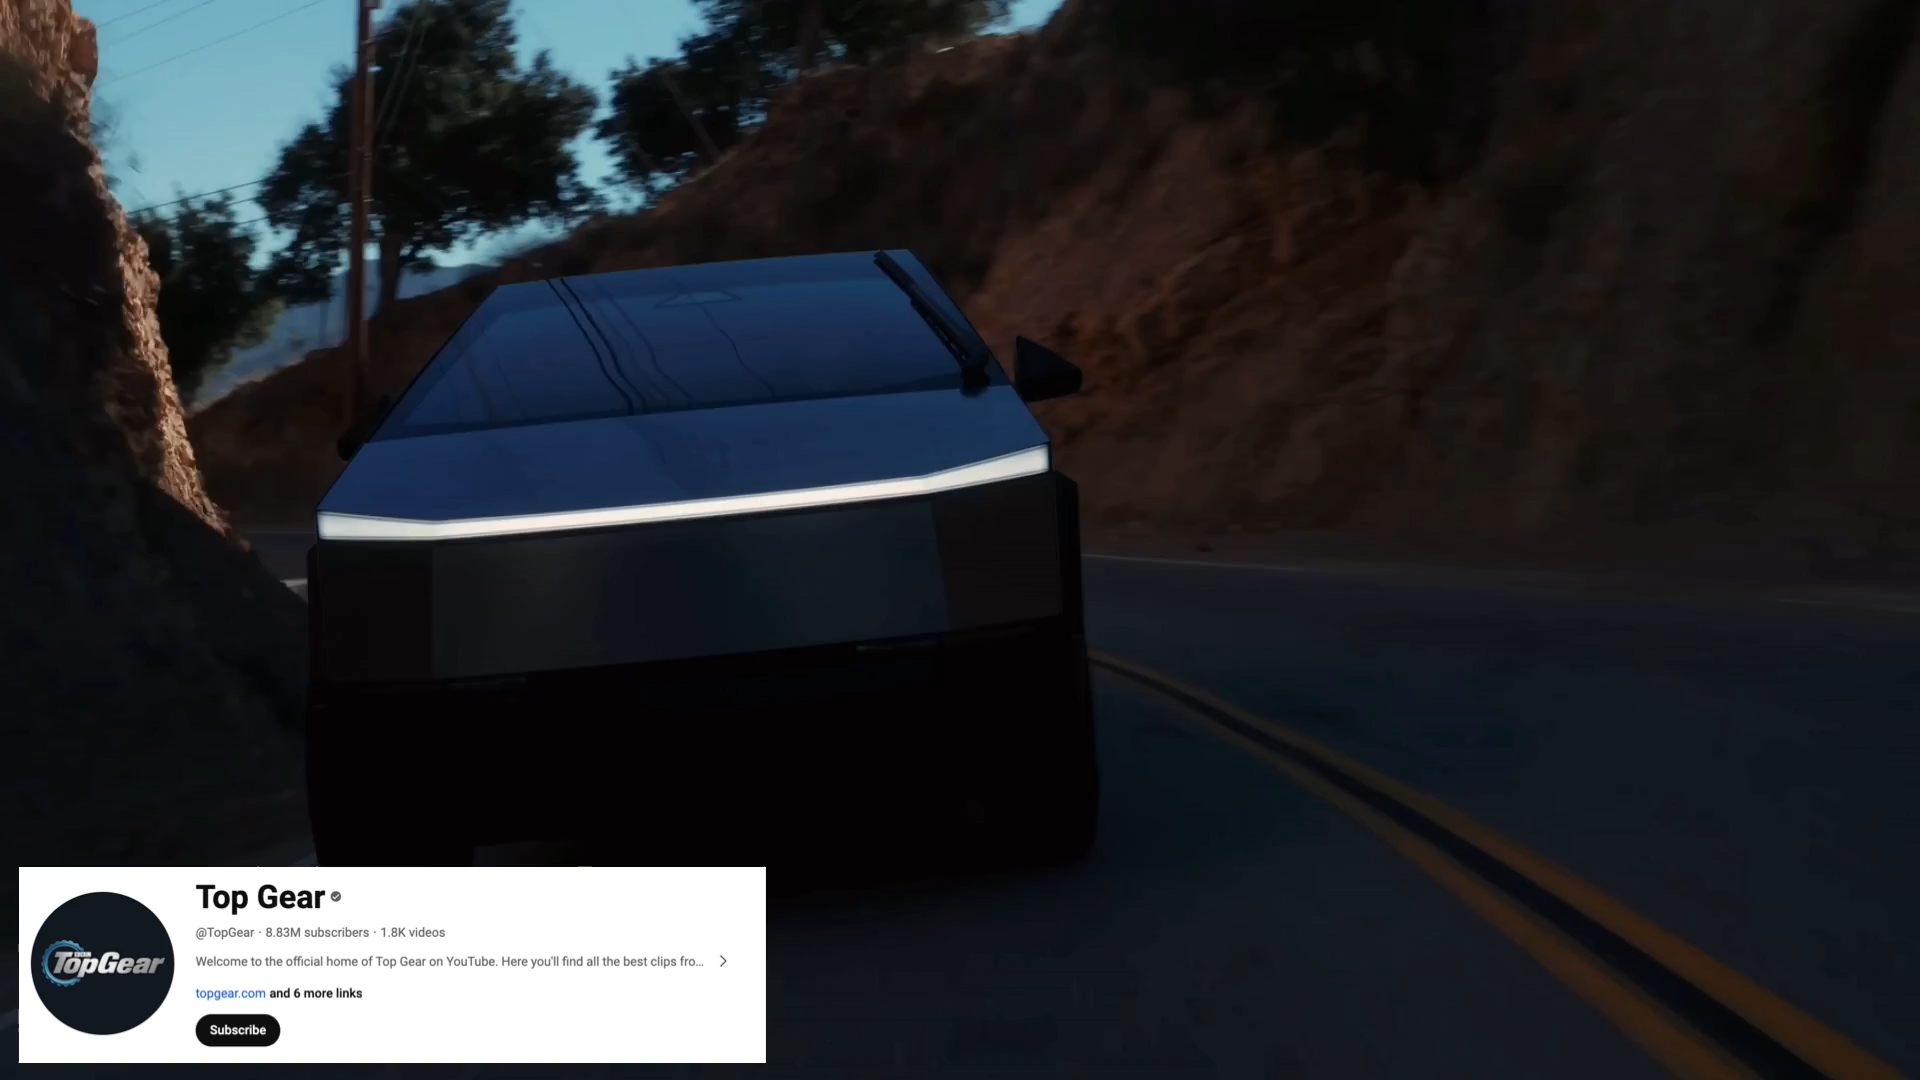 Top Gear
@TopGear · 8.83M subscribers · 1.8K videos
Welcome to the official home of Top Gear on YouTube. Here you'll find all the best clips fro...
topgear.com and 6 more links
Subscribe
BBC
TopGear